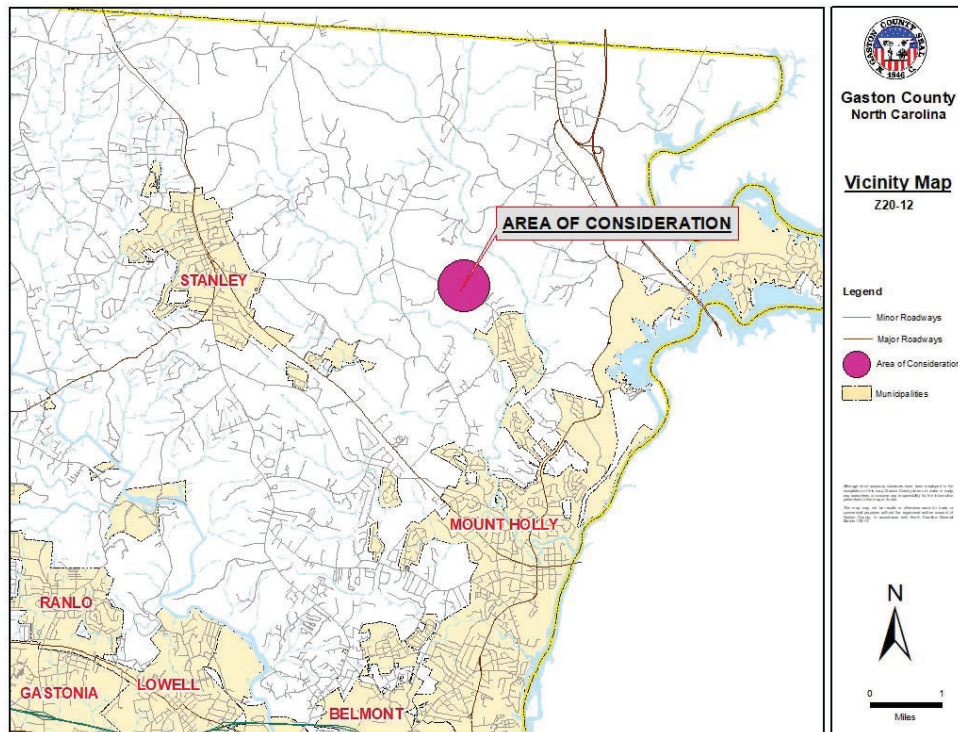 AREA OF CONSIDERATION
STANLEY
MOUNT HOLLY
RANLO
LOWELL
GASTONIA
BELMONT
GASTON COUNTY SEAL
N.C.
1846
Gaston County
North Carolina
Vicinity Map
Z20-12
Legend
Minor Roadways
Major Roadways
Area of Consideration
Municipalities
N
0 1
Miles